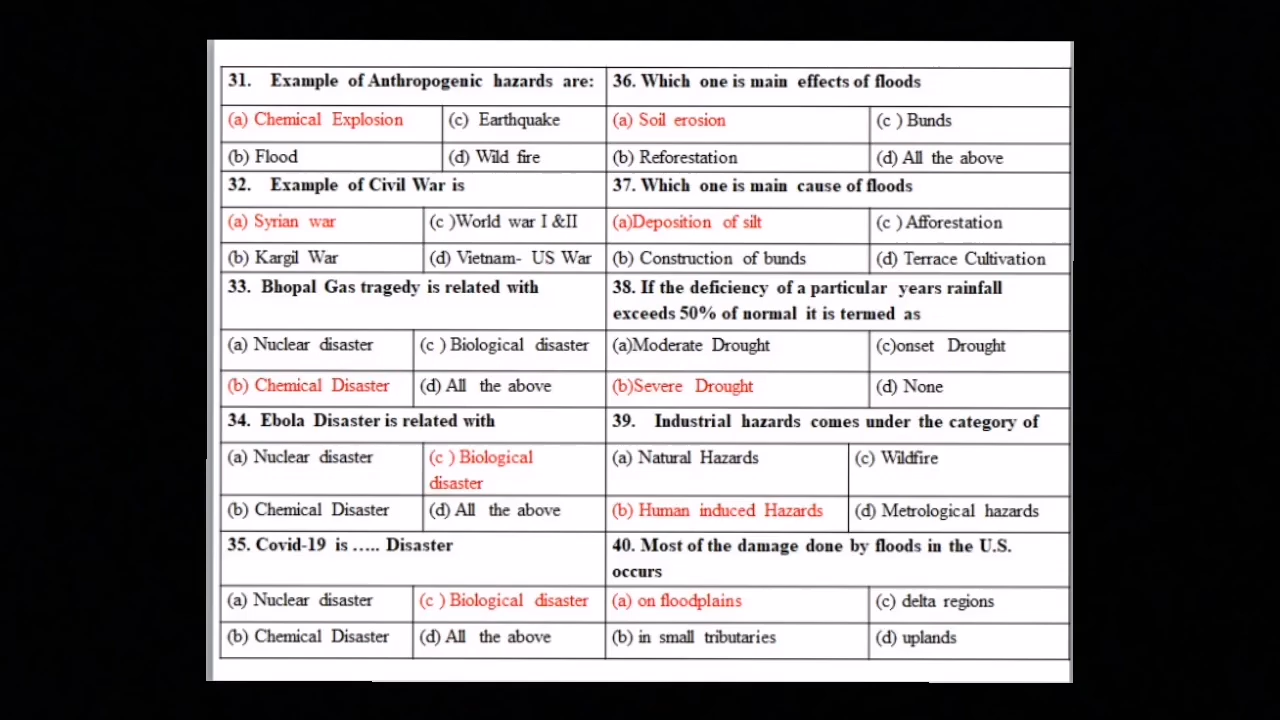 31. Example of Anthropogenic hazards are:
(a) Chemical Explosion (c) Earthquake
(b) Flood (d) Wild fire
32. Example of Civil War is
(a) Syrian war (c )World war I &II
(b) Kargil War (d) Vietnam- US War
33. Bhopal Gas tragedy is related with
(a) Nuclear disaster (c ) Biological disaster
(b) Chemical Disaster (d) All the above
34. Ebola Disaster is related with
(a) Nuclear disaster (c ) Biological
disaster
(b) Chemical Disaster (d) All the above
35. Covid-19 is ….. Disaster
(a) Nuclear disaster (c ) Biological disaster
(b) Chemical Disaster (d) All the above
36. Which one is main effects of floods
(a) Soil erosion (c ) Bunds
(b) Reforestation (d) All the above
37. Which one is main cause of floods
(a)Deposition of silt (c ) Afforestation
(b) Construction of bunds (d) Terrace Cultivation
38. If the deficiency of a particular years rainfall
exceeds 50% of normal it is termed as
(a)Moderate Drought (c)onset Drought
(b)Severe Drought (d) None
39. Industrial hazards comes under the category of
(a) Natural Hazards (c) Wildfire
(b) Human induced Hazards (d) Metrological hazards
40. Most of the damage done by floods in the U.S.
occurs
(a) on floodplains (c) delta regions
(b) in small tributaries (d) uplands